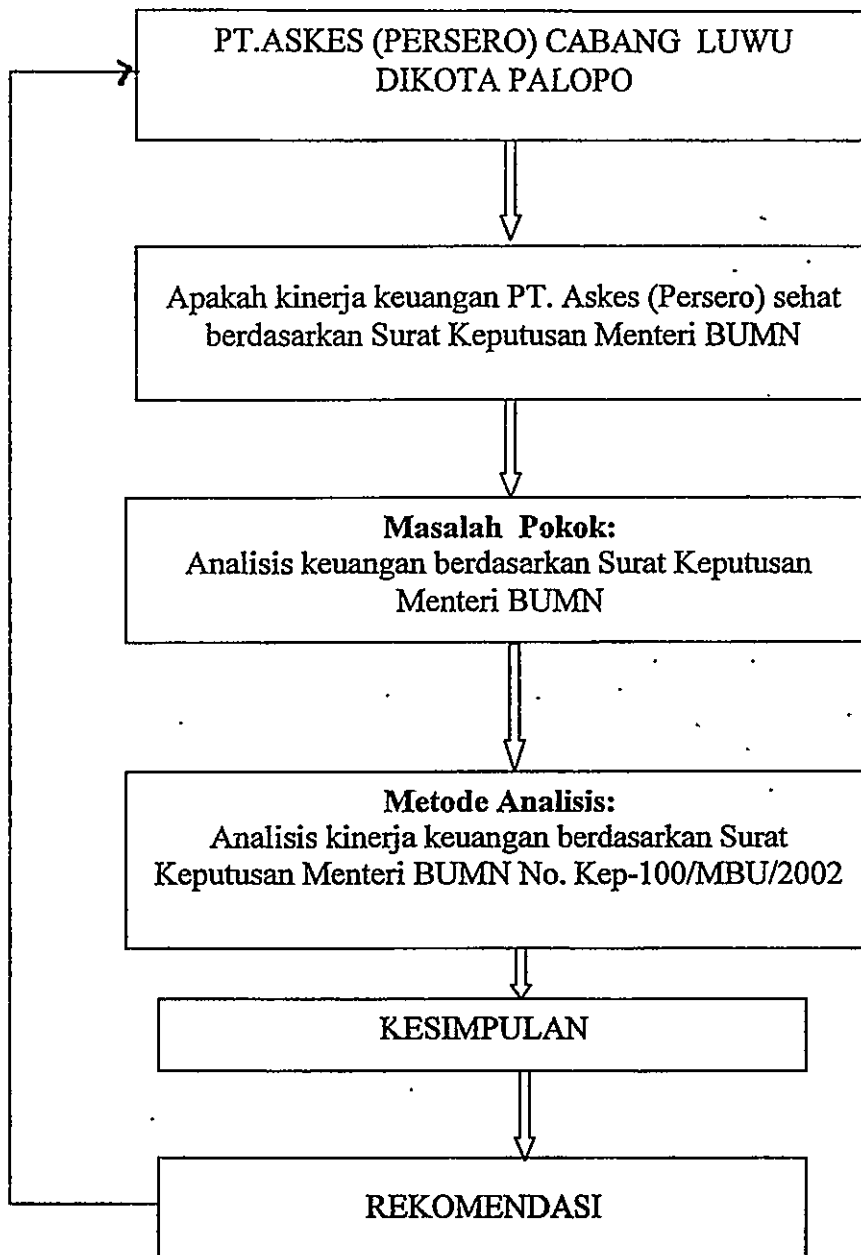 PT.ASKES (PERSERO) CABANG LUWU
DIKOTA PALOPO
Apakah kinerja keuangan PT. Askes (Persero) sehat
berdasarkan Surat Keputusan Menteri BUMN
Masalah Pokok:
Analisis keuangan berdasarkan Surat Keputusan
Menteri BUMN
Metode Analisis:
Analisis kinerja keuangan berdasarkan Surat
Keputusan Menteri BUMN No. Kep-100/MBU/2002
KESIMPULAN
REKOMENDASI